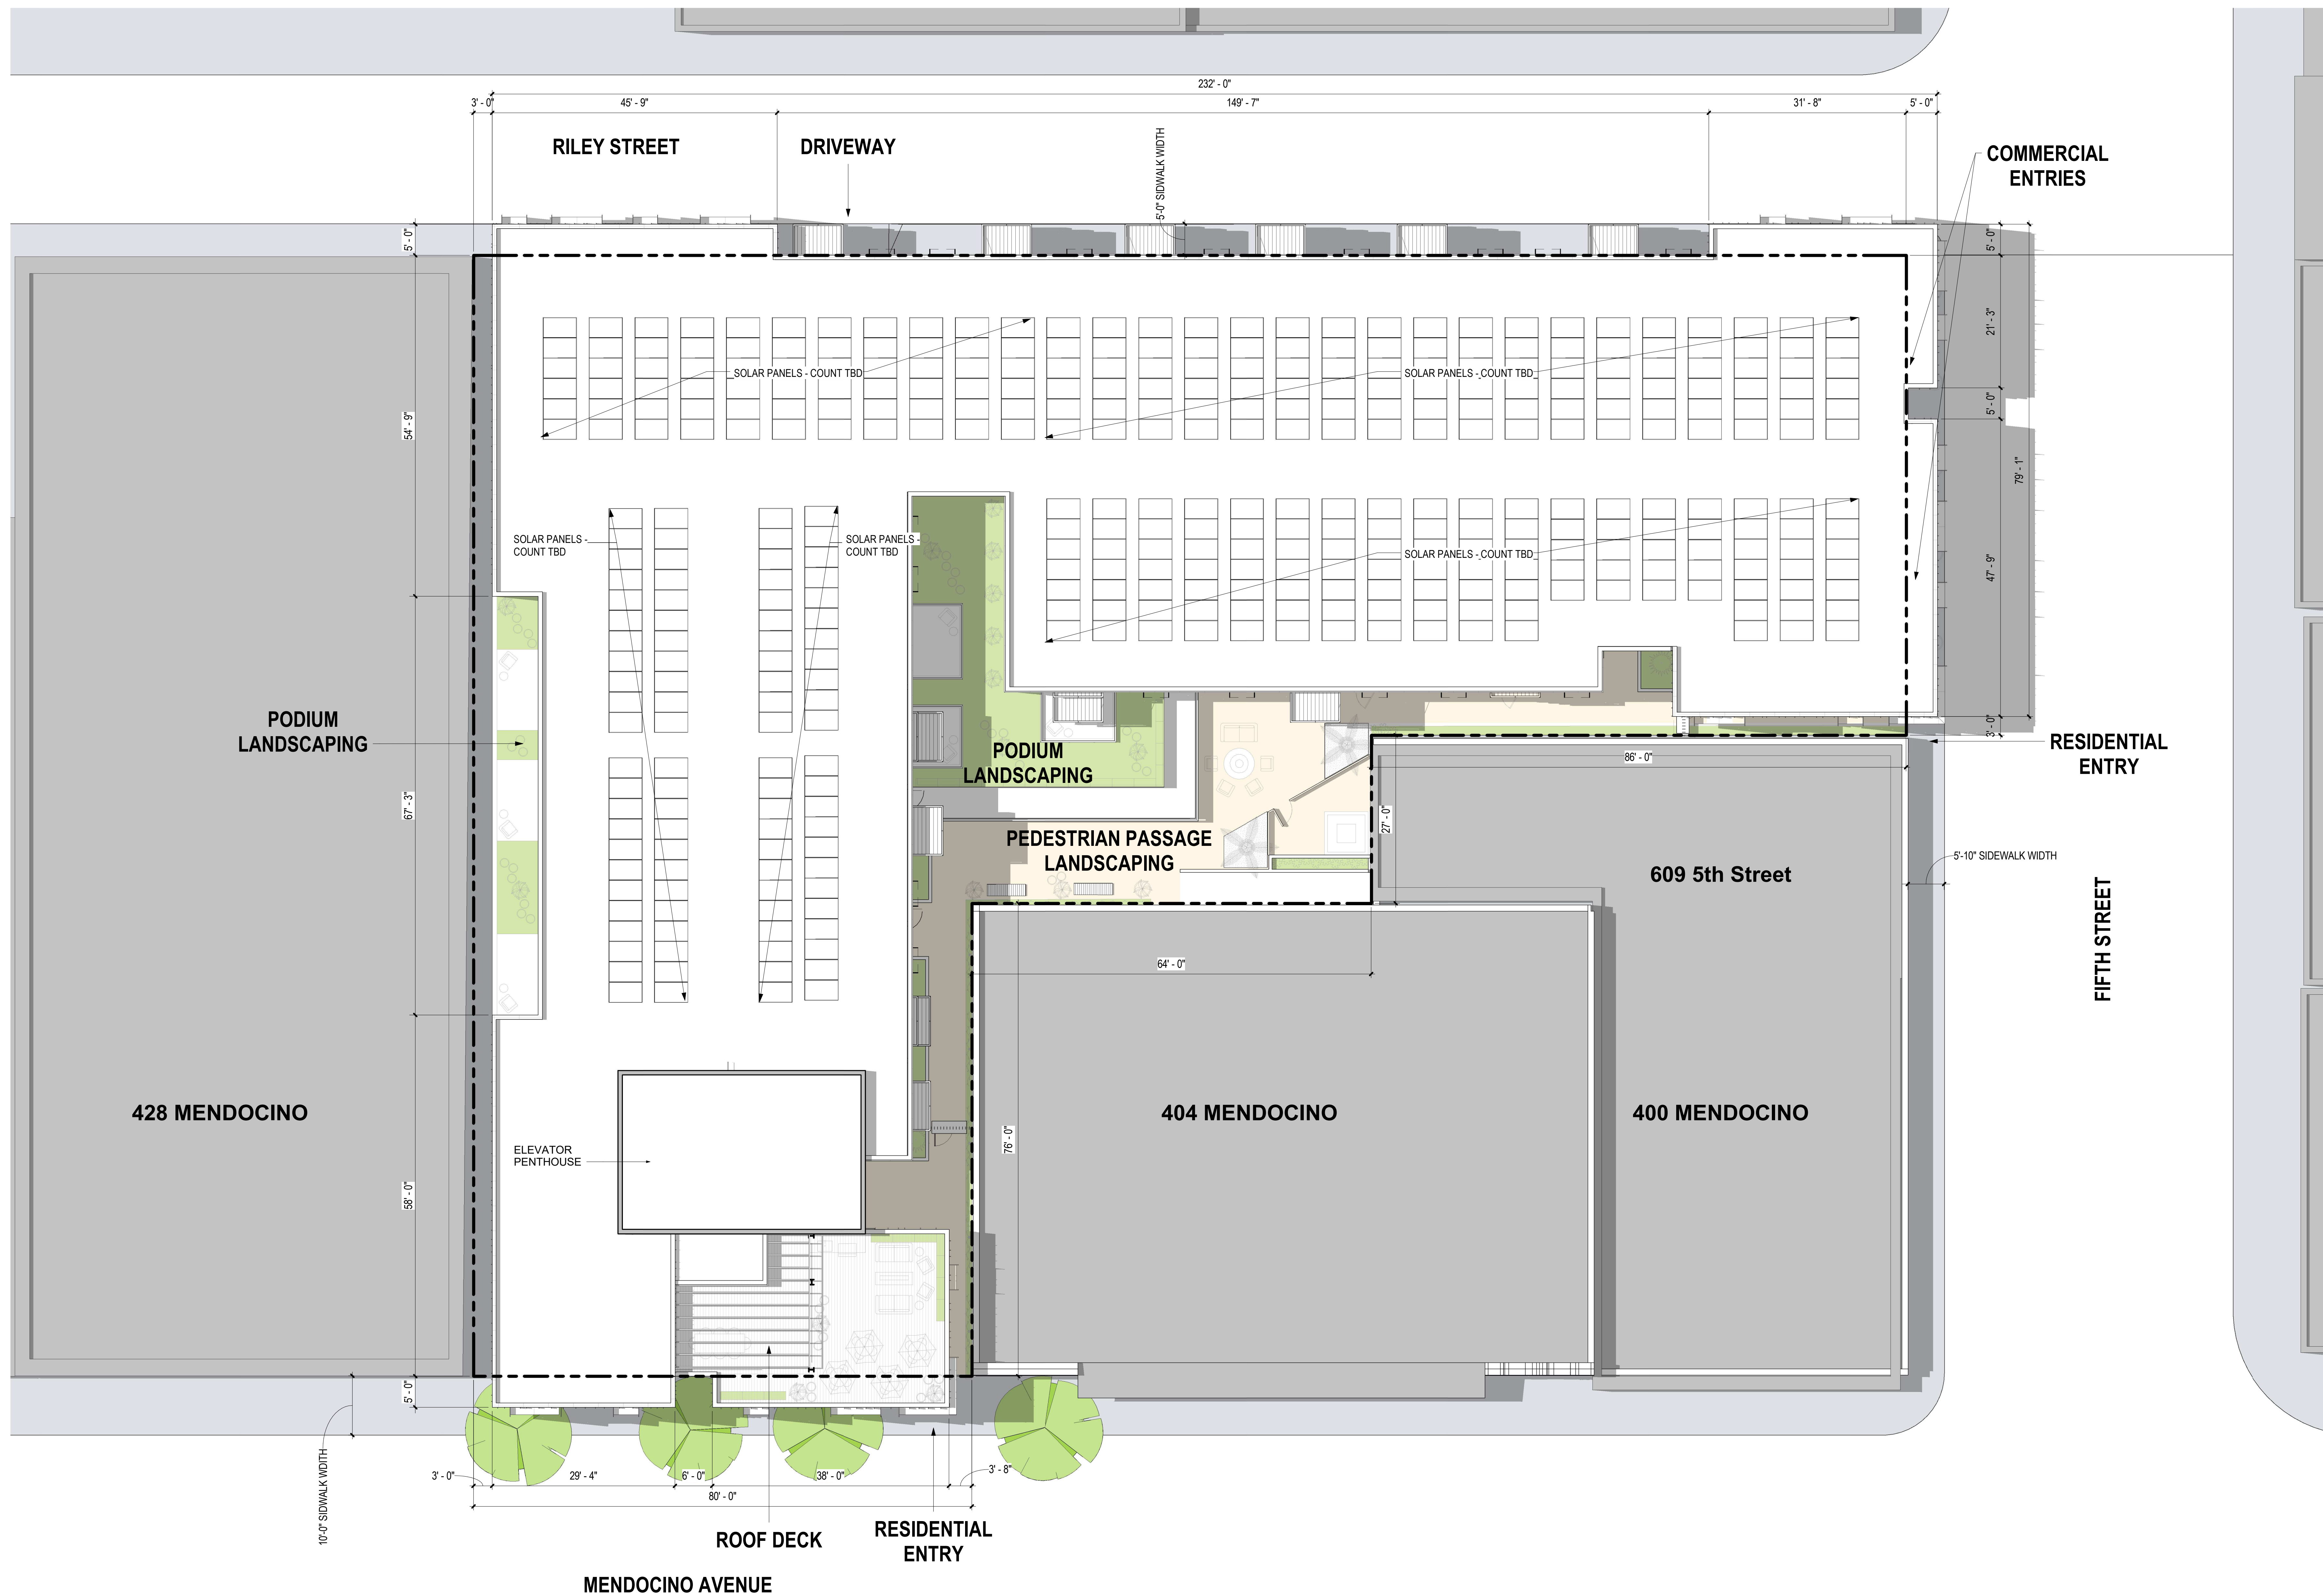 232' - 0"
3' - 0"
45' - 9"
149' - 7"
31' - 8"
5' - 0"
RILEY STREET
DRIVEWAY
5'-0" SIDWALK WIDTH
COMMERCIAL
ENTRIES
5' - 0"
5' - 0"
21' - 3"
SOLAR PANELS - COUNT TBD
SOLAR PANELS - COUNT TBD
54' - 9"
5' - 0"
79' - 1"
SOLAR PANELS -
COUNT TBD
SOLAR PANELS -
COUNT TBD
SOLAR PANELS - COUNT TBD
47' - 9"
PODIUM
LANDSCAPING
PODIUM
LANDSCAPING
3' - 0"
RESIDENTIAL
ENTRY
86' - 0"
67' - 3"
27' - 0"
PEDESTRIAN PASSAGE
LANDSCAPING
609 5th Street
5'-10" SIDEWALK WIDTH
FIFTH STREET
64' - 0"
428 MENDOCINO
404 MENDOCINO
400 MENDOCINO
76' - 0"
ELEVATOR
PENTHOUSE
58' - 0"
5' - 0"
10'-0" SIDWALK WDITH
3' - 0"
29' - 4"
6' - 0"
38' - 0"
3' - 8"
80' - 0"
ROOF DECK
RESIDENTIAL
ENTRY
MENDOCINO AVENUE